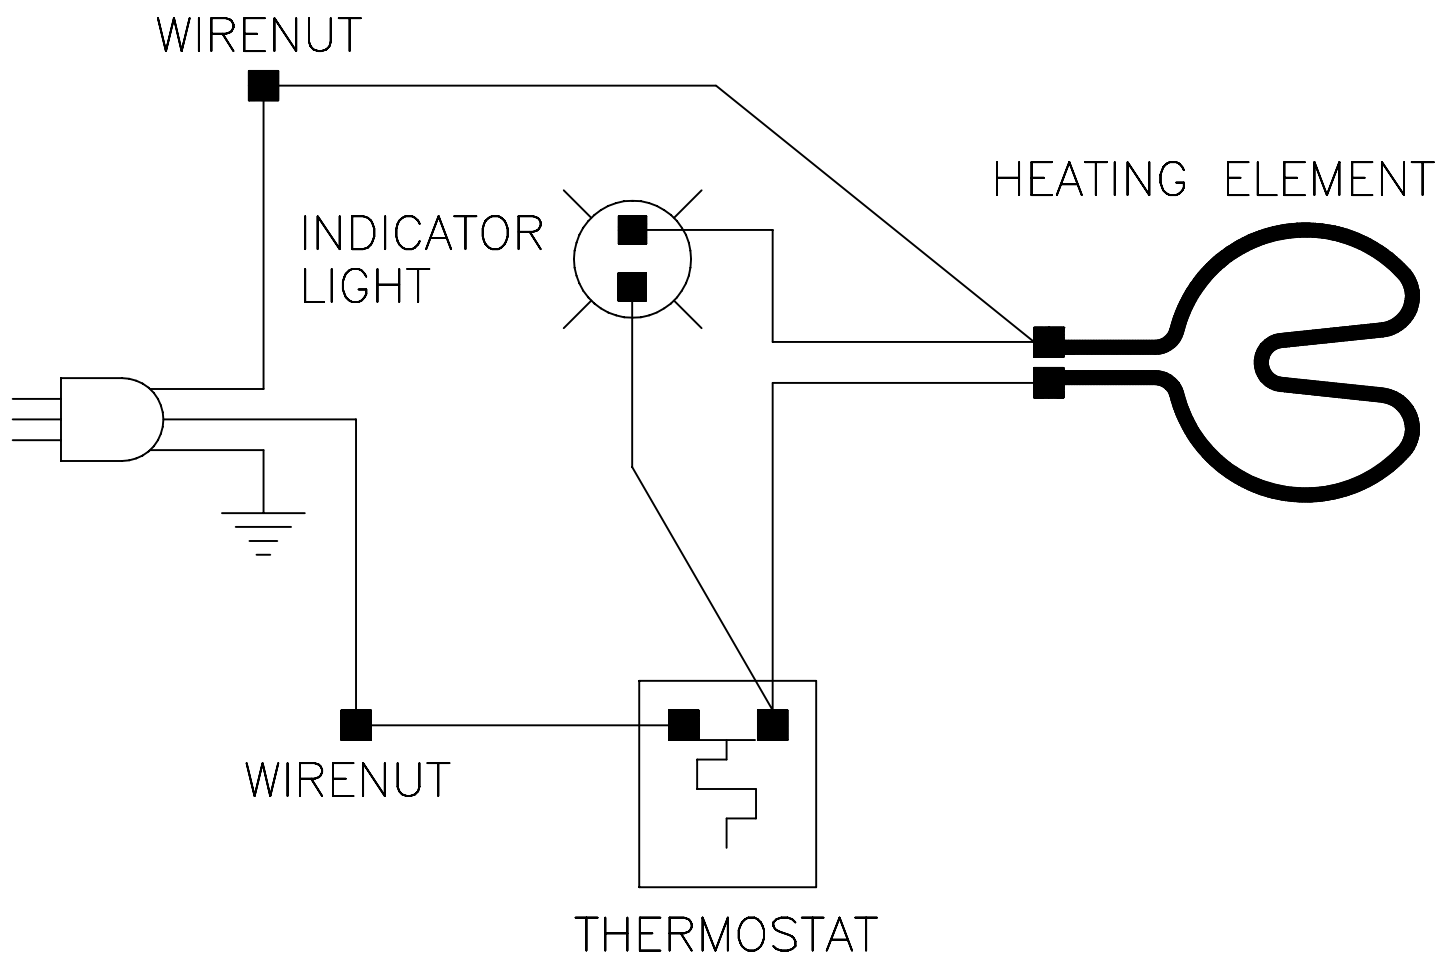 WIRENUT
HEATING ELEMENT
INDICATOR
LIGHT
WIRENUT
THERMOSTAT